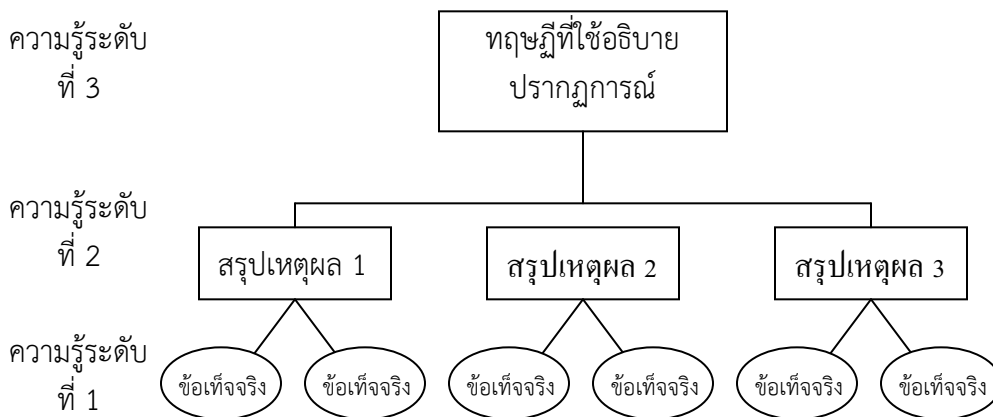 ความรู้ระดับ
ที่ 3
ทฤษฏีที่ใช้อธิบาย
ปรากฏการณ์
ความรู้ระดับ
ที่ 2
สรุปเหตุผล 1
สรุปเหตุผล 2
สรุปเหตุผล 3
ความรู้ระดับ
ที่ 1
ข้อเท็จจริง
ข้อเท็จจริง
ข้อเท็จจริง
ข้อเท็จจริง
ข้อเท็จจริง
ข้อเท็จจริง